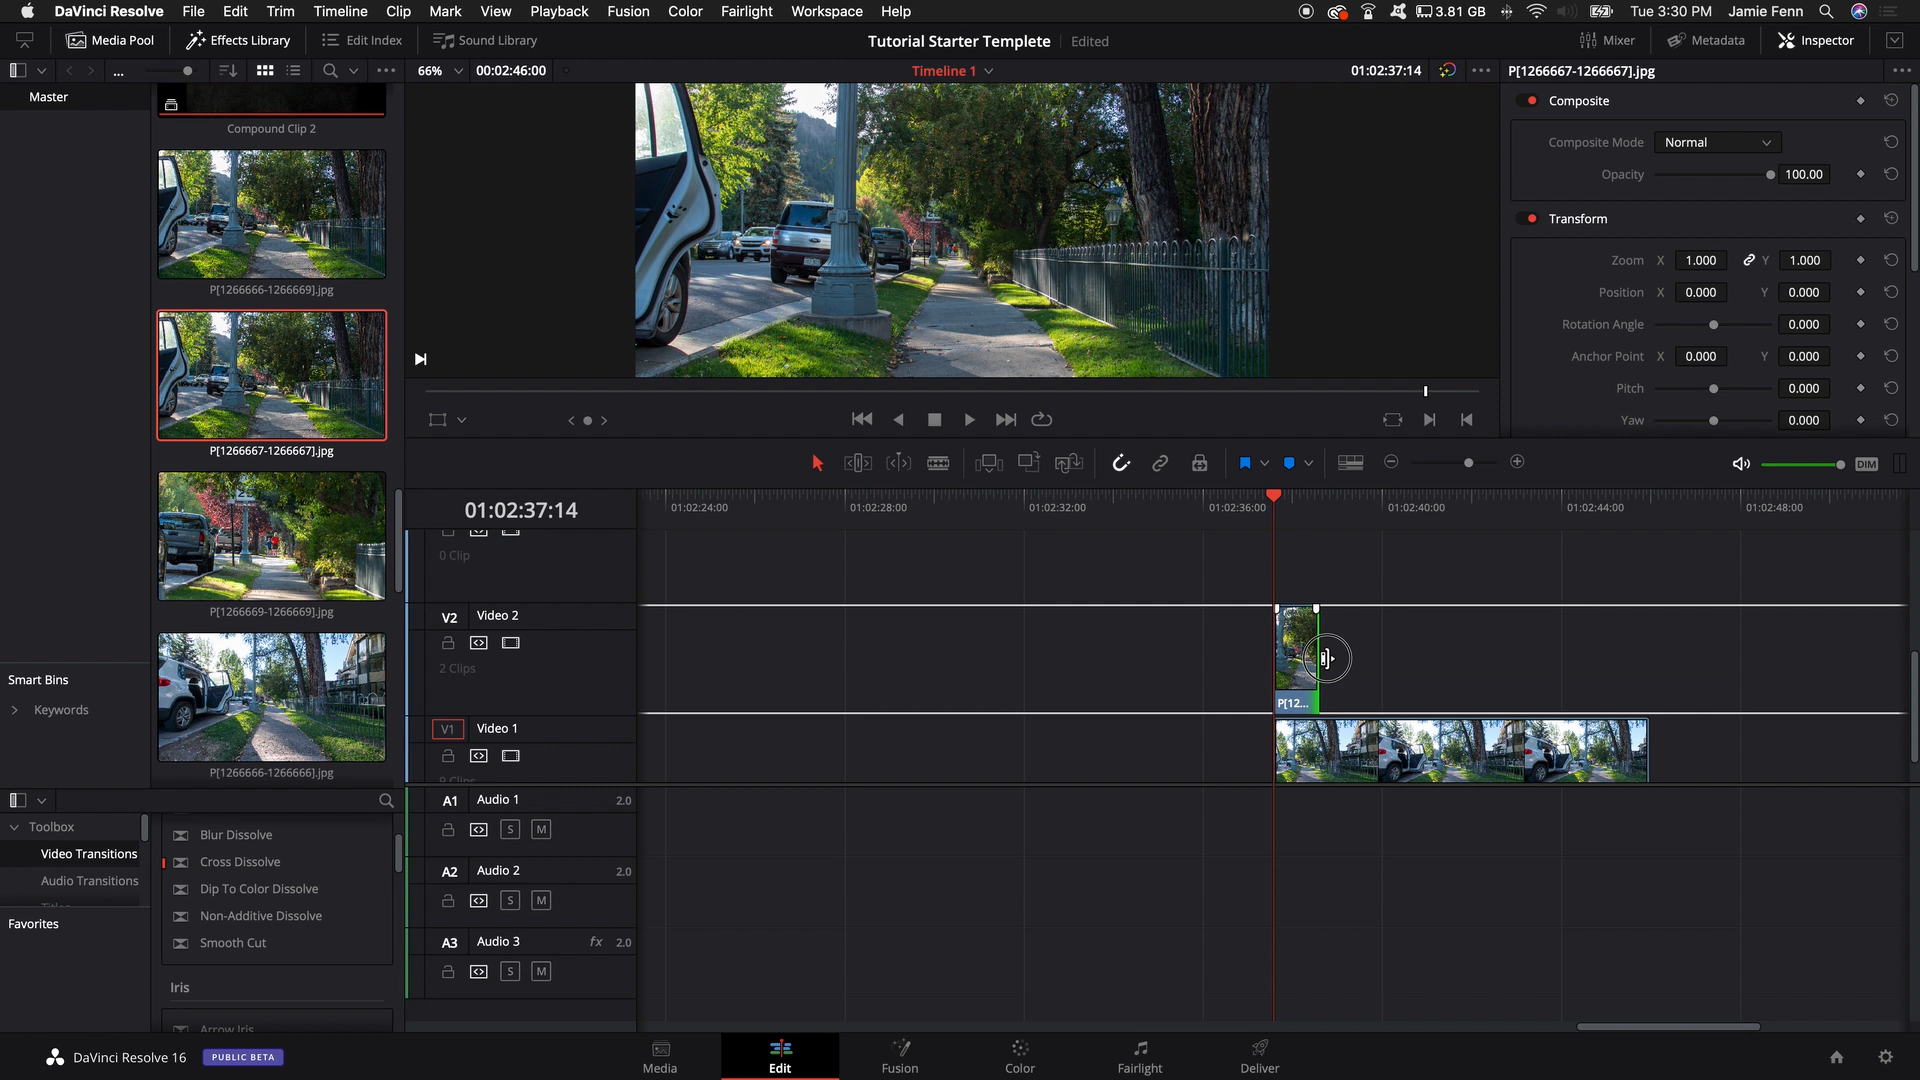 DaVinci Resolve File Edit Trim Timeline Clip Mark View Playback Fusion Color Fairlight Workspace Help 3.81 GB Tue 3:30 PM Jamie Fenn
Media Pool Effects Library Edit Index Sound Library Tutorial Starter Templete Edited Mixer Metadata Inspector
... 66% 00:02:46:00 Timeline 1 01:02:37:14 P[1266667-1266667].jpg
Master
Compound Clip 2
P[1266666-1266669].jpg
P[1266667-1266667].jpg
P[1266669-1266669].jpg
P[1266666-1266666].jpg
Smart Bins
Keywords
Composite
Composite Mode Normal
Opacity 100.00
Transform
Zoom X 1.000 Y 1.000
Position X 0.000 Y 0.000
Rotation Angle 0.000
Anchor Point X 0.000 Y 0.000
Pitch 0.000
Yaw 0.000
DIM
01:02:37:14
01:02:24:00 01:02:28:00 01:02:32:00 01:02:36:00 01:02:40:00 01:02:44:00 01:02:48:00
0 Clip
V2 Video 2
2 Clips
P[12...
V1 Video 1
9 Clips
A1 Audio 1 2.0
S M
A2 Audio 2 2.0
S M
A3 Audio 3 fx 2.0
S M
Toolbox
Video Transitions
Audio Transitions
Titles
Favorites
Blur Dissolve
Cross Dissolve
Dip To Color Dissolve
Non-Additive Dissolve
Smooth Cut
Iris
Arrow Iris
DaVinci Resolve 16 PUBLIC BETA
Media Edit Fusion Color Fairlight Deliver